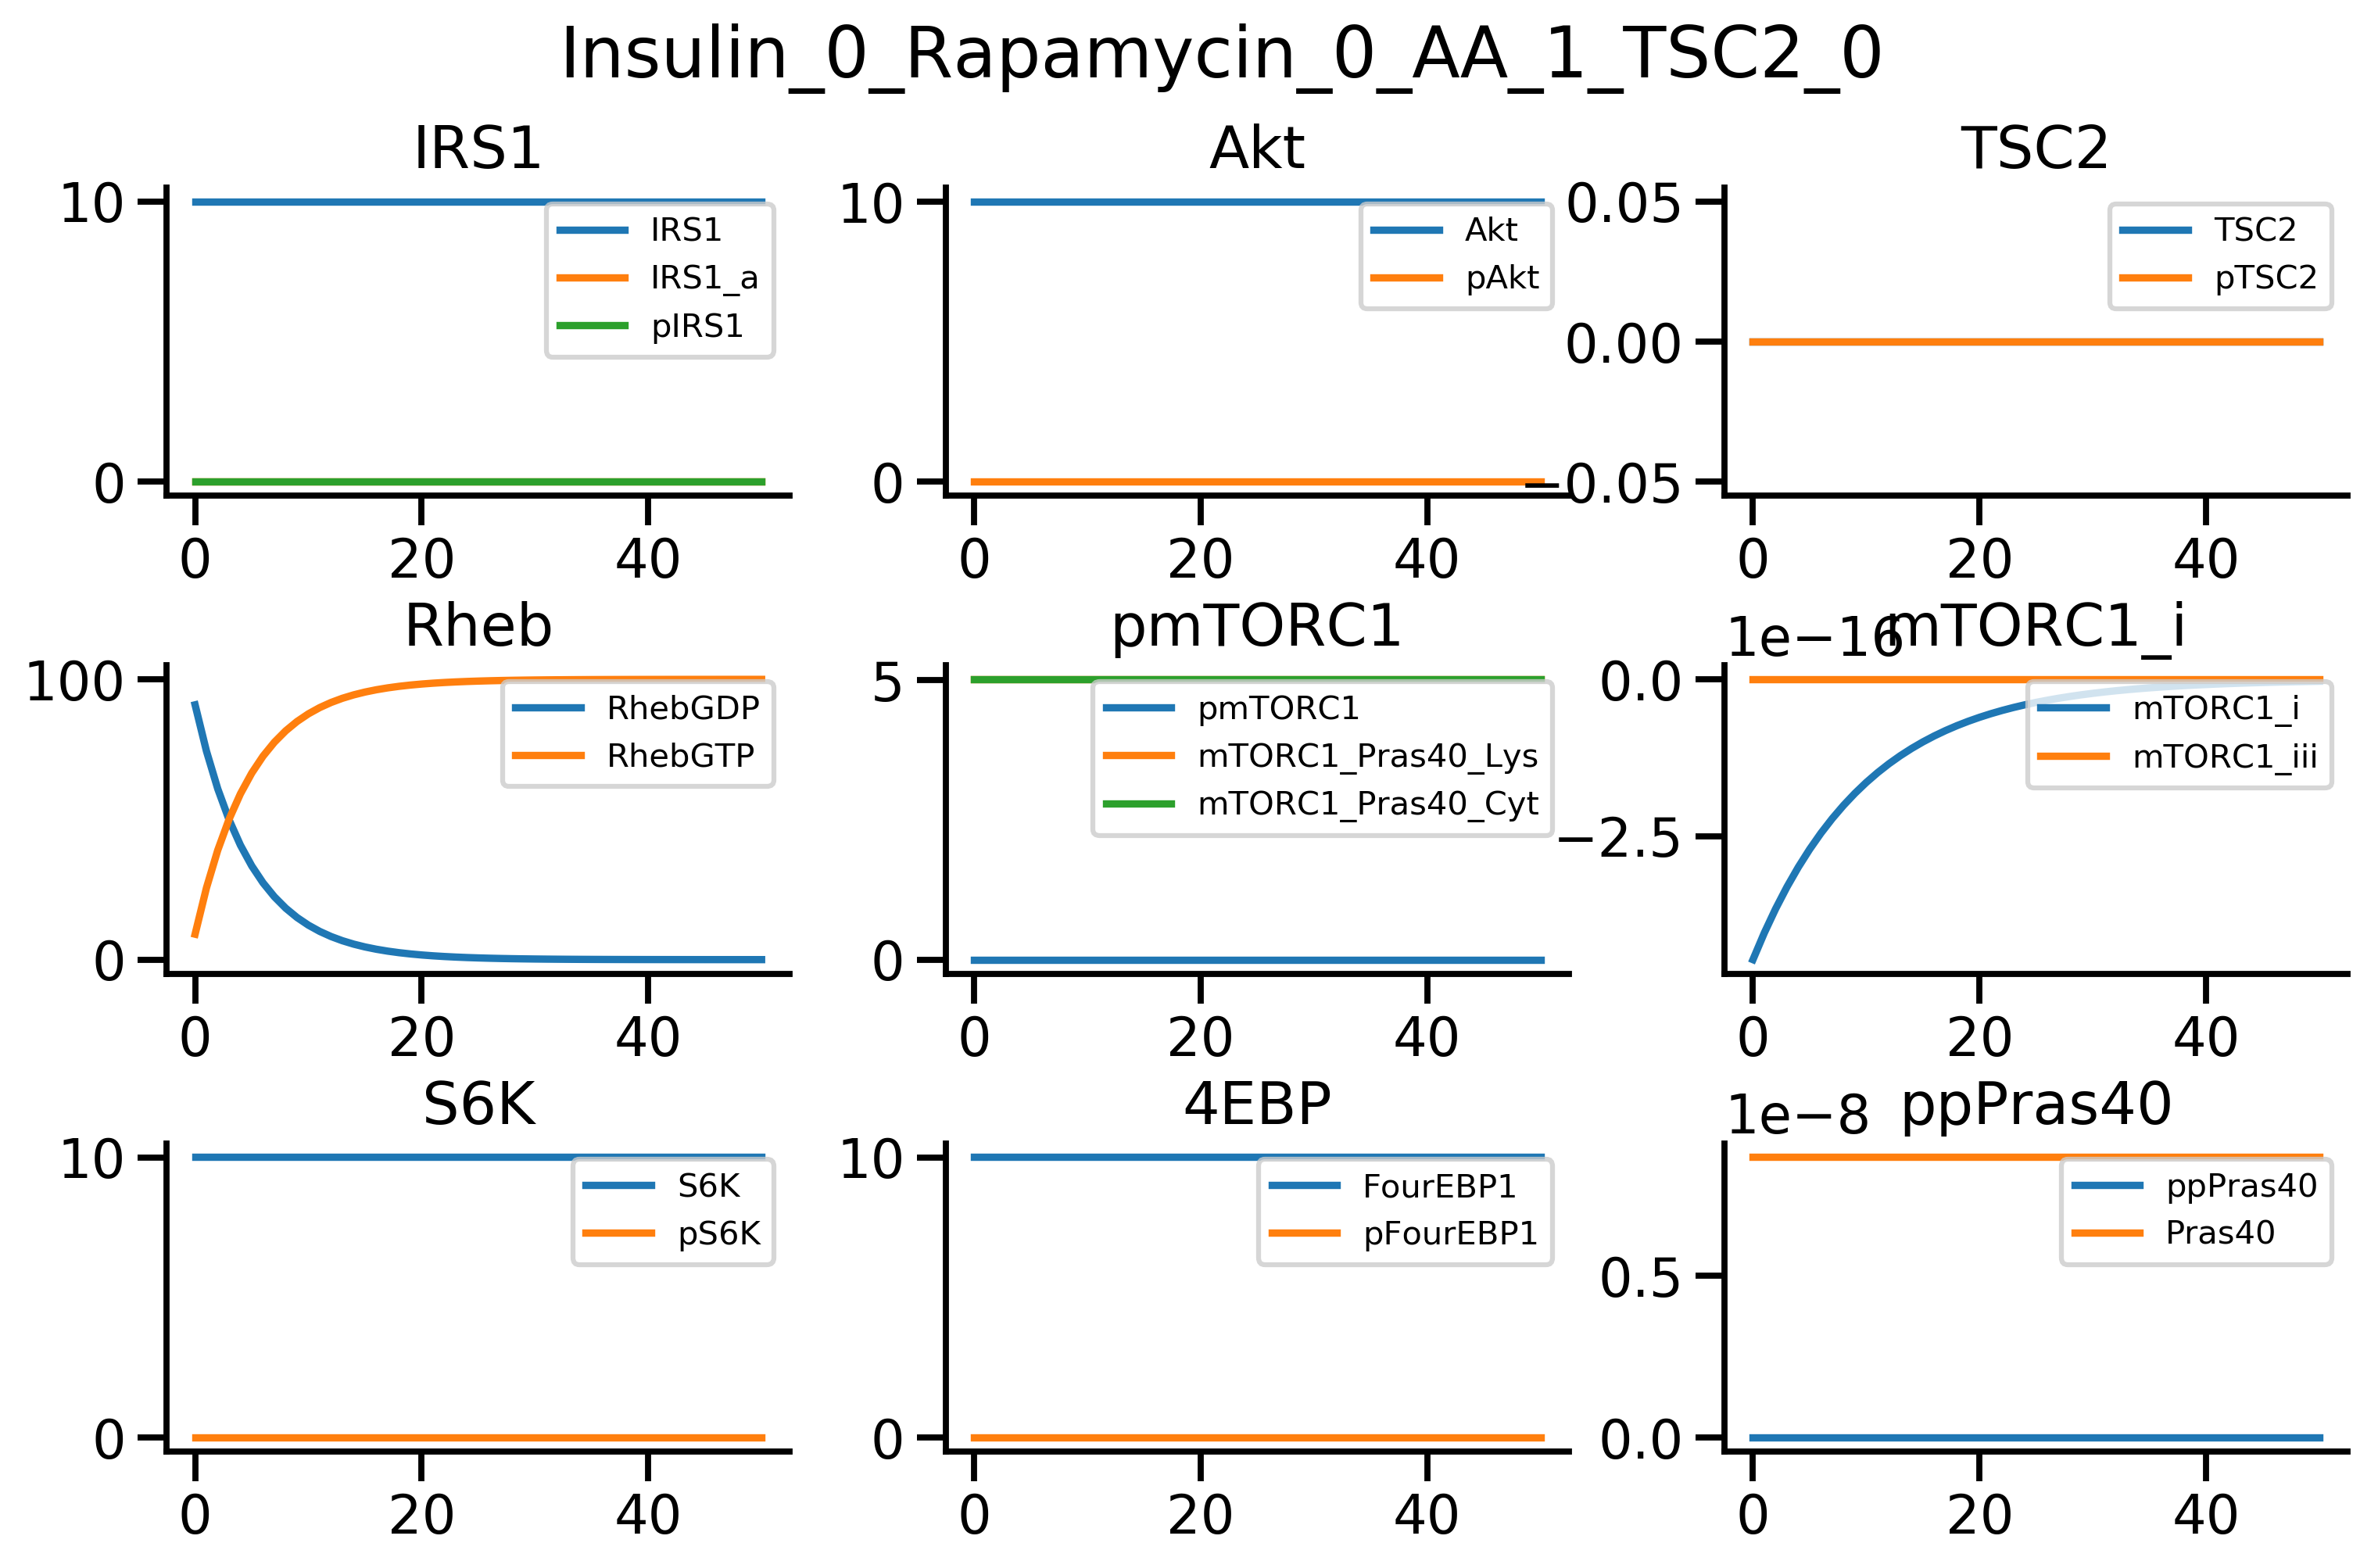 Insulin_0_Rapamycin_0_AA_1_TSC2_0
IRS1
10
0
0 20 40
IRS1
IRS1_a
pIRS1
Akt
10
0
0 20 40
Akt
pAkt
TSC2
0.05
0.00
−0.05
0 20 40
TSC2
pTSC2
Rheb
100
0
0 20 40
RhebGDP
RhebGTP
pmTORC1
5
0
0 20 40
pmTORC1
mTORC1_Pras40_Lys
mTORC1_Pras40_Cyt
1e−16
mTORC1_i
0.0
−2.5
0 20 40
mTORC1_i
mTORC1_iii
S6K
10
0
0 20 40
S6K
pS6K
4EBP
10
0
0 20 40
FourEBP1
pFourEBP1
1e−8
ppPras40
0.5
0.0
0 20 40
ppPras40
Pras40